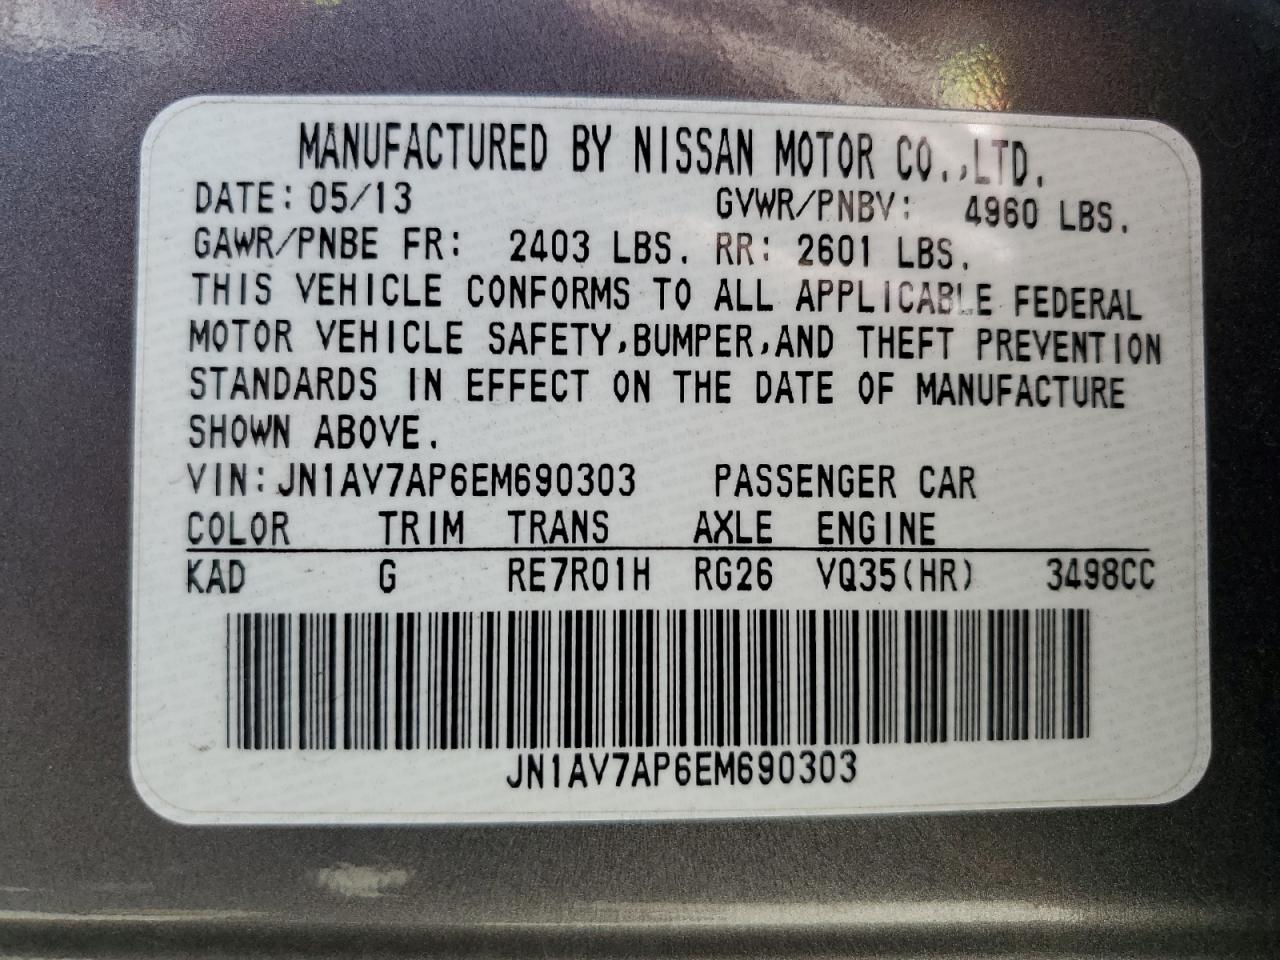 MANUFACTURED BY NISSAN MOTOR CO.,LTD.
DATE: 05/13 GVWR/PNBV: 4960 LBS.
GAWR/PNBE FR: 2403 LBS. RR: 2601 LBS.
THIS VEHICLE CONFORMS TO ALL APPLICABLE FEDERAL
MOTOR VEHICLE SAFETY,BUMPER,AND THEFT PREVENTION
STANDARDS IN EFFECT ON THE DATE OF MANUFACTURE
SHOWN ABOVE.
VIN:JN1AV7AP6EM690303 PASSENGER CAR
COLOR TRIM TRANS AXLE ENGINE
KAD G RE7R01H RG26 VQ35(HR) 3498CC
JN1AV7AP6EM690303